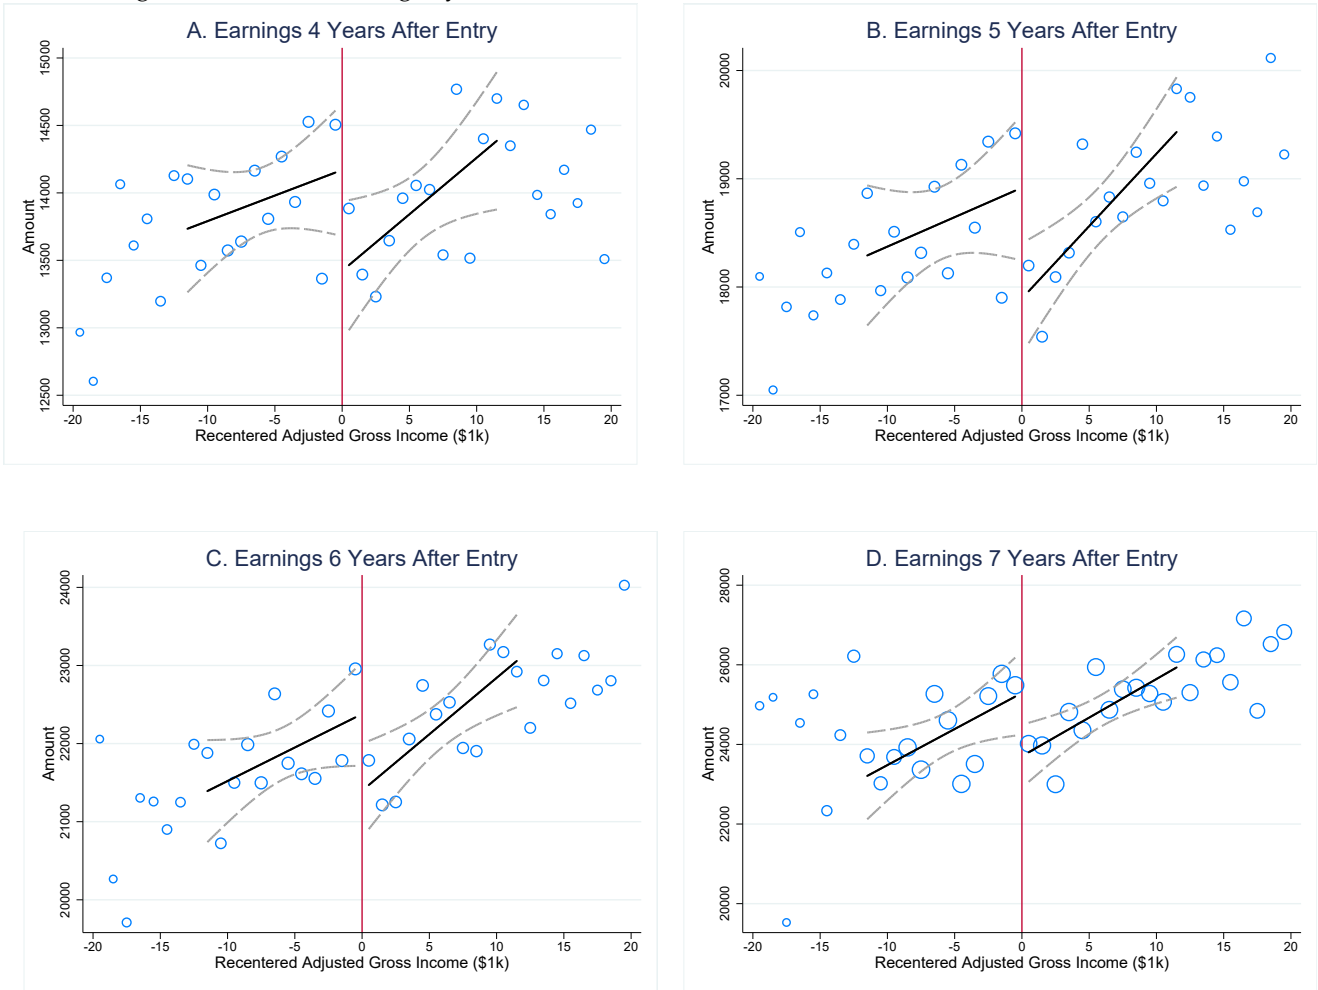 A. Earnings 4 Years After Entry
Amount
15000
14500
14000
13500
13000
12500
-20 -15 -10 -5 0 5 10 15 20
Recentered Adjusted Gross Income ($1k)
B. Earnings 5 Years After Entry
Amount
20000
19000
18000
17000
-20 -15 -10 -5 0 5 10 15 20
Recentered Adjusted Gross Income ($1k)
C. Earnings 6 Years After Entry
Amount
24000
23000
22000
21000
20000
-20 -15 -10 -5 0 5 10 15 20
Recentered Adjusted Gross Income ($1k)
D. Earnings 7 Years After Entry
Amount
28000
26000
24000
22000
20000
-20 -15 -10 -5 0 5 10 15 20
Recentered Adjusted Gross Income ($1k)